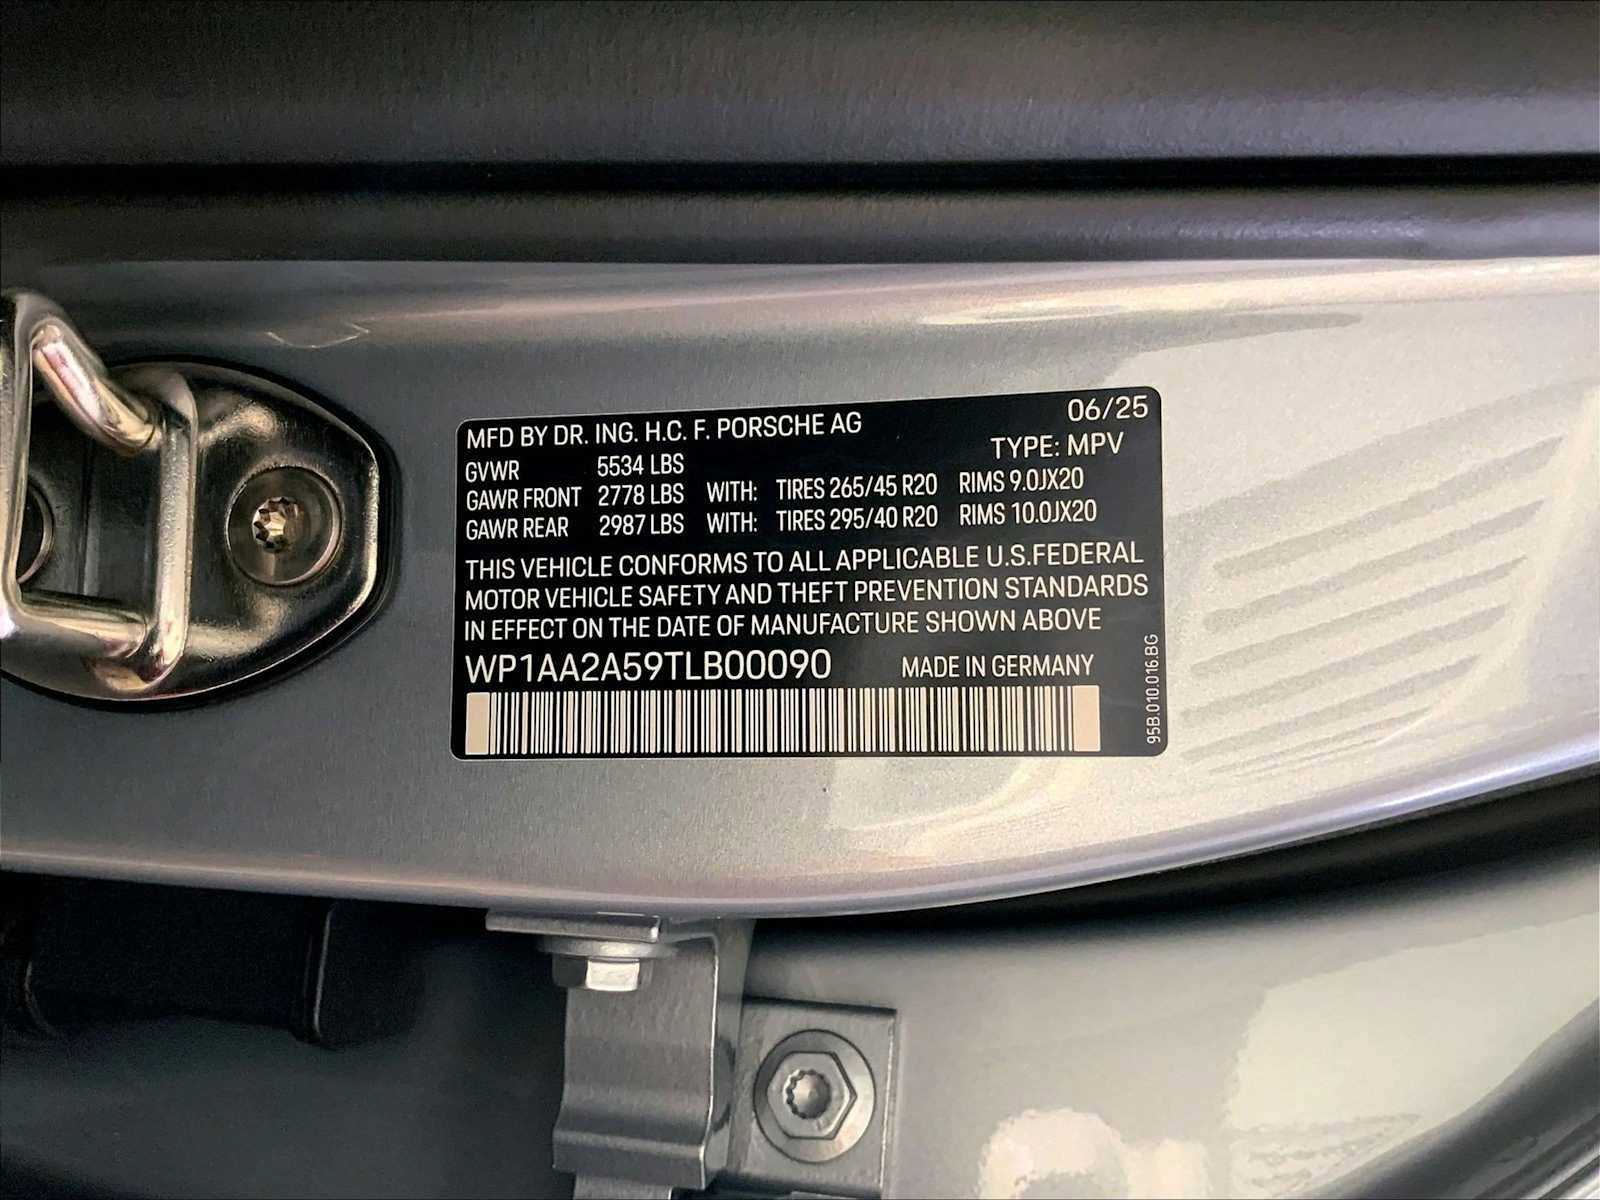 MFD BY DR. ING. H.C. F. PORSCHE AG 06/25
TYPE: MPV
GVWR 5534 LBS
GAWR FRONT 2778 LBS WITH: TIRES 265/45 R20 RIMS 9.0JX20
GAWR REAR 2987 LBS WITH: TIRES 295/40 R20 RIMS 10.0JX20
THIS VEHICLE CONFORMS TO ALL APPLICABLE U.S.FEDERAL
MOTOR VEHICLE SAFETY AND THEFT PREVENTION STANDARDS
IN EFFECT ON THE DATE OF MANUFACTURE SHOWN ABOVE
WP1AA2A59TLB00090 MADE IN GERMANY
95B.010.016.BG